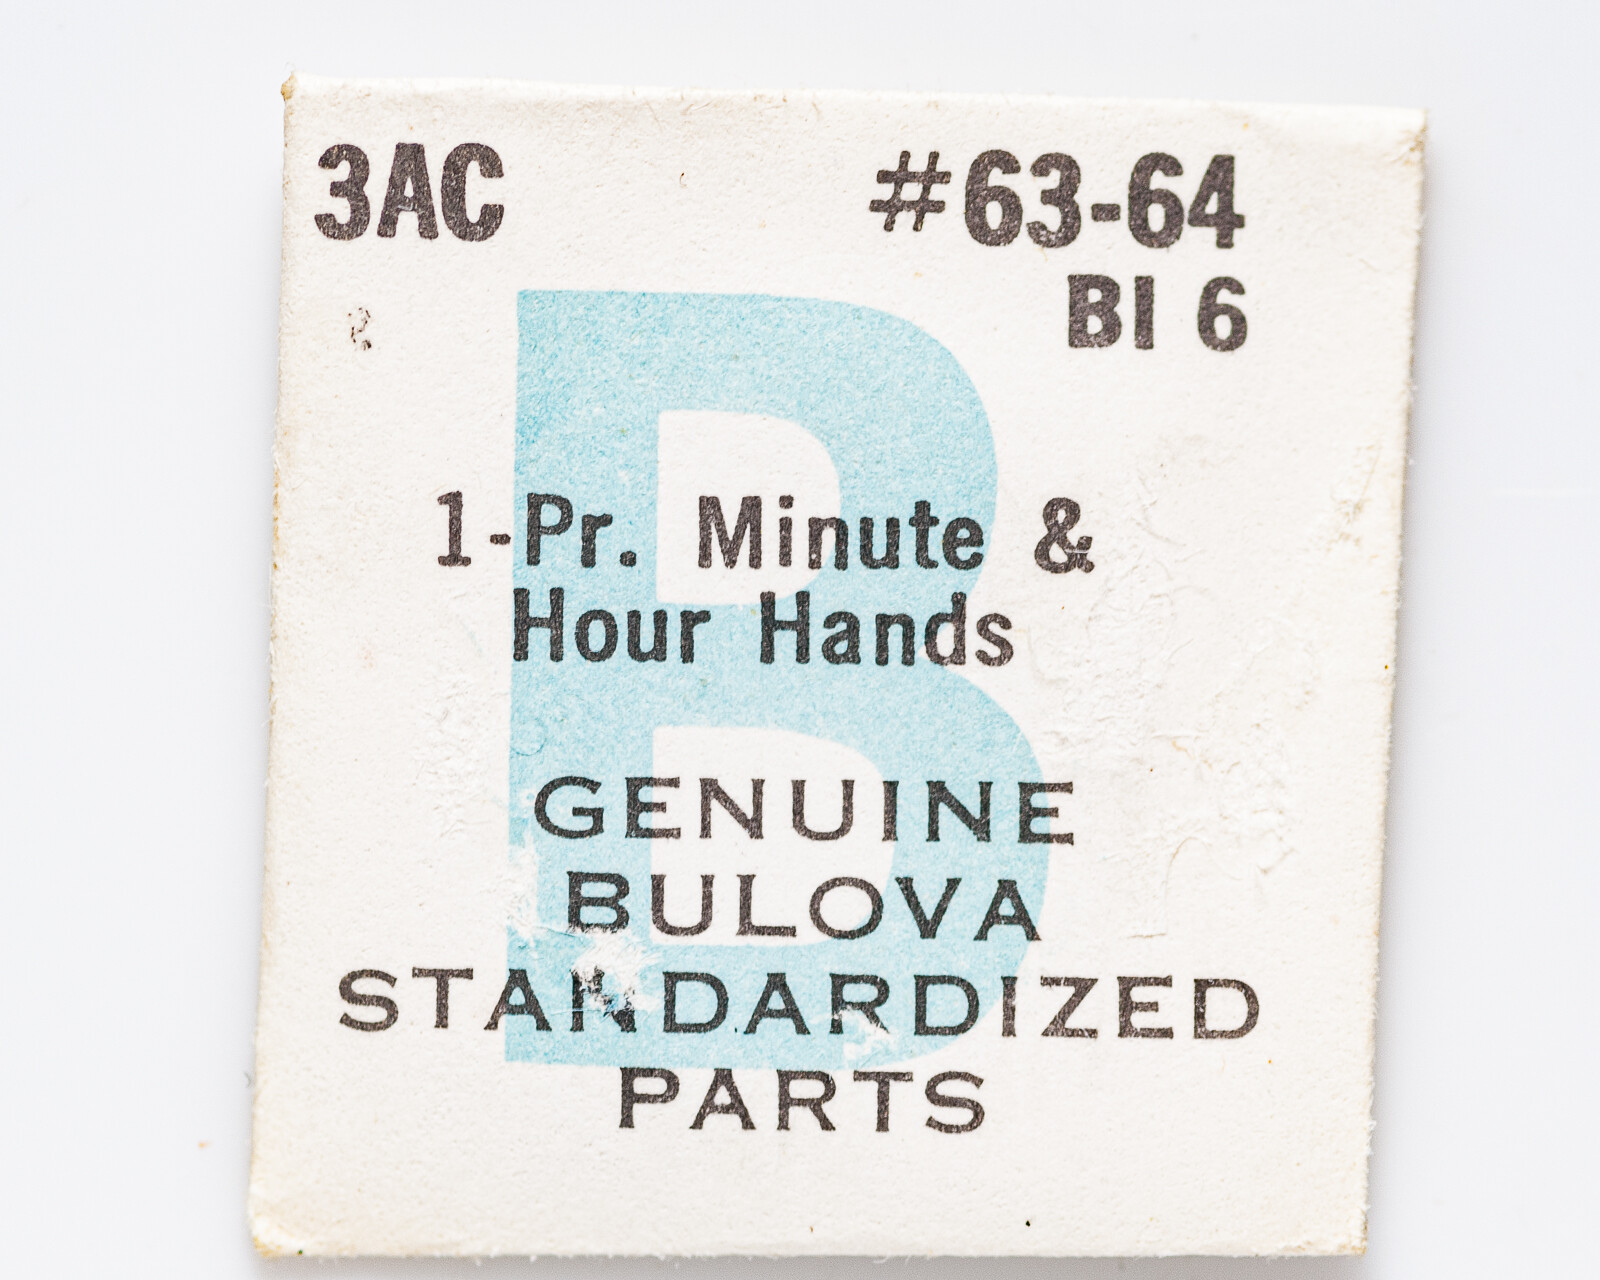 3AC #63-64
BI 6
B
1-Pr. Minute &
Hour Hands
GENUINE
BULOVA
STANDARDIZED
PARTS